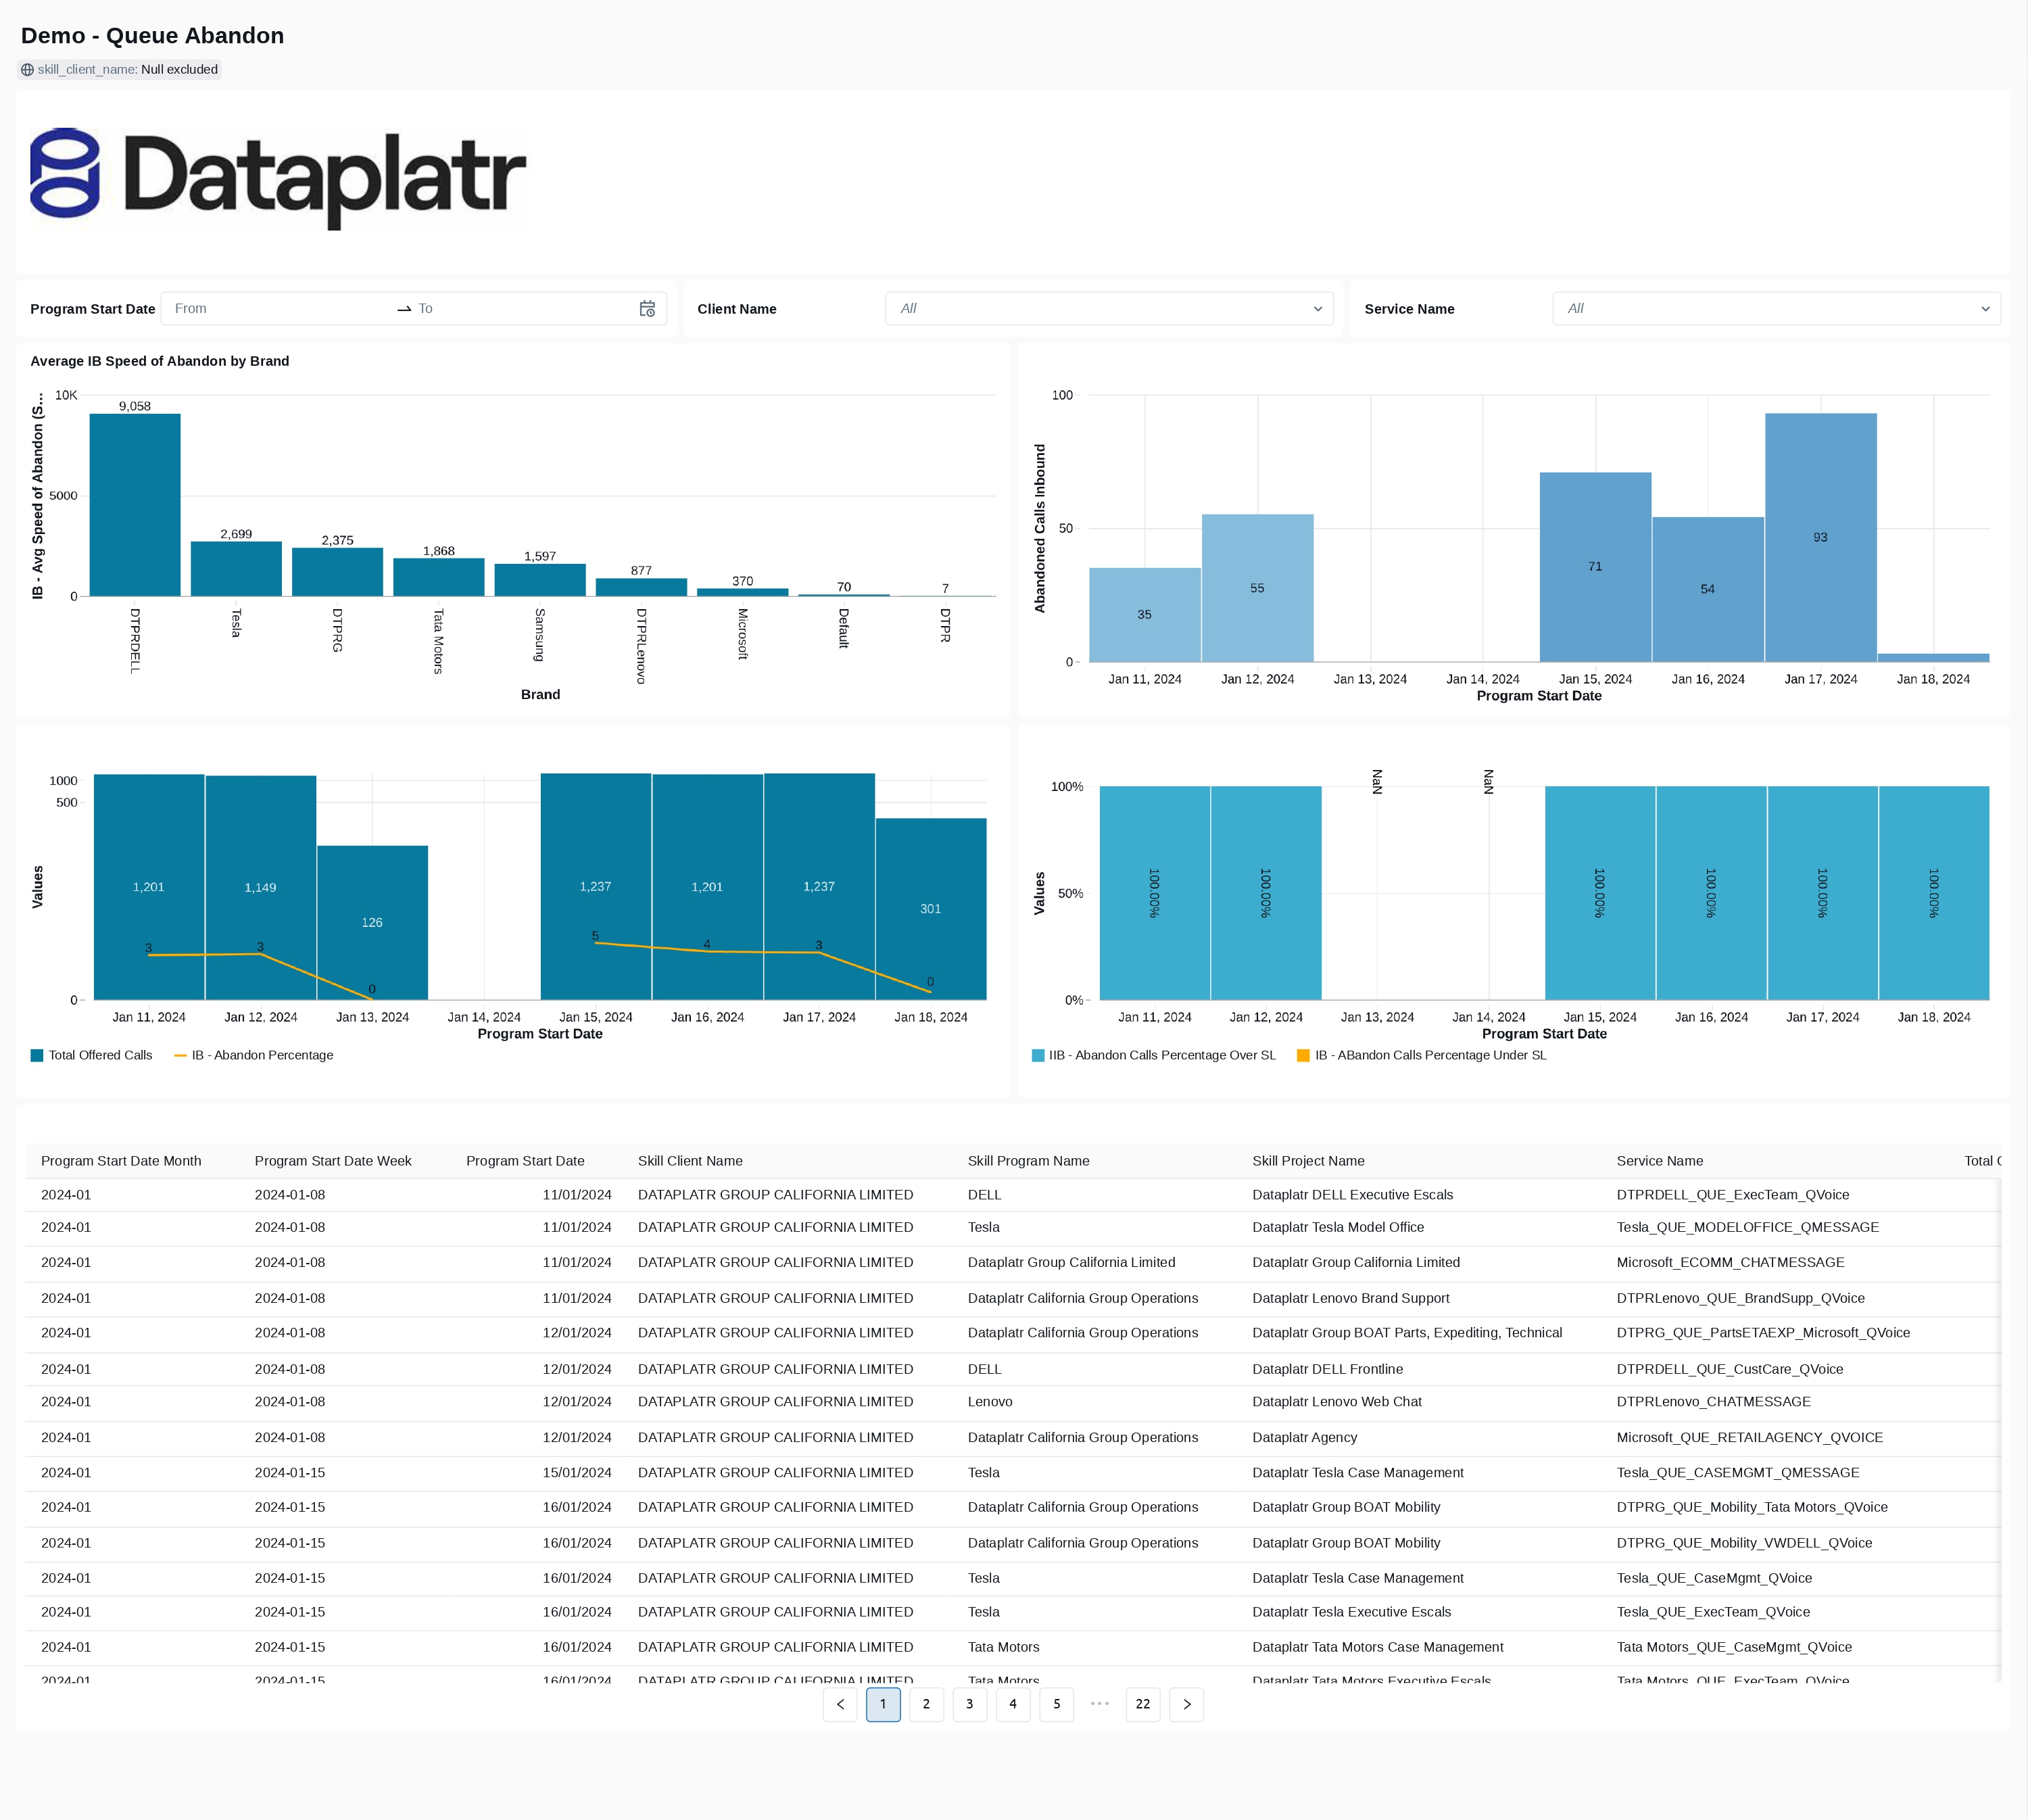 Demo - Queue Abandon
skill_client_name: Null excluded
Dataplatr
Program Start Date From To
Client Name All
Service Name All
Average IB Speed of Abandon by Brand
IB - Avg Speed of Abandon (S...
10K
5000
0
9,058
2,699
2,375
1,868
1,597
877
370
70
7
DTPRDELL
Tesla
DTPRG
Tata Motors
Samsung
DTPRLenovo
Microsoft
Default
DTPR
Brand
Abandoned Calls Inbound
100
50
0
35
55
71
54
93
Jan 11, 2024 Jan 12, 2024 Jan 13, 2024 Jan 14, 2024 Jan 15, 2024 Jan 16, 2024 Jan 17, 2024 Jan 18, 2024
Program Start Date
Values
1000
500
0
1,201 1,149 126 1,237 1,201 1,237 301
3 3 0 5 4 3 0
Jan 11, 2024 Jan 12, 2024 Jan 13, 2024 Jan 14, 2024 Jan 15, 2024 Jan 16, 2024 Jan 17, 2024 Jan 18, 2024
Program Start Date
Total Offered Calls IB - Abandon Percentage
Values
100%
50%
0%
100.00% 100.00% NaN NaN 100.00% 100.00% 100.00% 100.00%
Jan 11, 2024 Jan 12, 2024 Jan 13, 2024 Jan 14, 2024 Jan 15, 2024 Jan 16, 2024 Jan 17, 2024 Jan 18, 2024
Program Start Date
IIB - Abandon Calls Percentage Over SL IB - ABandon Calls Percentage Under SL
Program Start Date Month Program Start Date Week Program Start Date Skill Client Name Skill Program Name Skill Project Name Service Name Total
2024-01 2024-01-08 11/01/2024 DATAPLATR GROUP CALIFORNIA LIMITED DELL Dataplatr DELL Executive Escals DTPRDELL_QUE_ExecTeam_QVoice
2024-01 2024-01-08 11/01/2024 DATAPLATR GROUP CALIFORNIA LIMITED Tesla Dataplatr Tesla Model Office Tesla_QUE_MODELOFFICE_QMESSAGE
2024-01 2024-01-08 11/01/2024 DATAPLATR GROUP CALIFORNIA LIMITED Dataplatr Group California Limited Dataplatr Group California Limited Microsoft_ECOMM_CHATMESSAGE
2024-01 2024-01-08 11/01/2024 DATAPLATR GROUP CALIFORNIA LIMITED Dataplatr California Group Operations Dataplatr Lenovo Brand Support DTPRLenovo_QUE_BrandSupp_QVoice
2024-01 2024-01-08 12/01/2024 DATAPLATR GROUP CALIFORNIA LIMITED Dataplatr California Group Operations Dataplatr Group BOAT Parts, Expediting, Technical DTPRG_QUE_PartsETAEXP_Microsoft_QVoice
2024-01 2024-01-08 12/01/2024 DATAPLATR GROUP CALIFORNIA LIMITED DELL Dataplatr DELL Frontline DTPRDELL_QUE_CustCare_QVoice
2024-01 2024-01-08 12/01/2024 DATAPLATR GROUP CALIFORNIA LIMITED Lenovo Dataplatr Lenovo Web Chat DTPRLenovo_CHATMESSAGE
2024-01 2024-01-08 12/01/2024 DATAPLATR GROUP CALIFORNIA LIMITED Dataplatr California Group Operations Dataplatr Agency Microsoft_QUE_RETAILAGENCY_QVOICE
2024-01 2024-01-15 15/01/2024 DATAPLATR GROUP CALIFORNIA LIMITED Tesla Dataplatr Tesla Case Management Tesla_QUE_CASEMGMT_QMESSAGE
2024-01 2024-01-15 16/01/2024 DATAPLATR GROUP CALIFORNIA LIMITED Dataplatr California Group Operations Dataplatr Group BOAT Mobility DTPRG_QUE_Mobility_Tata Motors_QVoice
2024-01 2024-01-15 16/01/2024 DATAPLATR GROUP CALIFORNIA LIMITED Dataplatr California Group Operations Dataplatr Group BOAT Mobility DTPRG_QUE_Mobility_VWDELL_QVoice
2024-01 2024-01-15 16/01/2024 DATAPLATR GROUP CALIFORNIA LIMITED Tesla Dataplatr Tesla Case Management Tesla_QUE_CaseMgmt_QVoice
2024-01 2024-01-15 16/01/2024 DATAPLATR GROUP CALIFORNIA LIMITED Tesla Dataplatr Tesla Executive Escals Tesla_QUE_ExecTeam_QVoice
2024-01 2024-01-15 16/01/2024 DATAPLATR GROUP CALIFORNIA LIMITED Tata Motors Dataplatr Tata Motors Case Management Tata Motors_QUE_CaseMgmt_QVoice
2024-01 2024-01-15 16/01/2024 DATAPLATR GROUP CALIFORNIA LIMITED Tata Motors Dataplatr Tata Motors Executive Escals Tata Motors_QUE_ExecTeam_QVoice
1 2 3 4 5 ••• 22